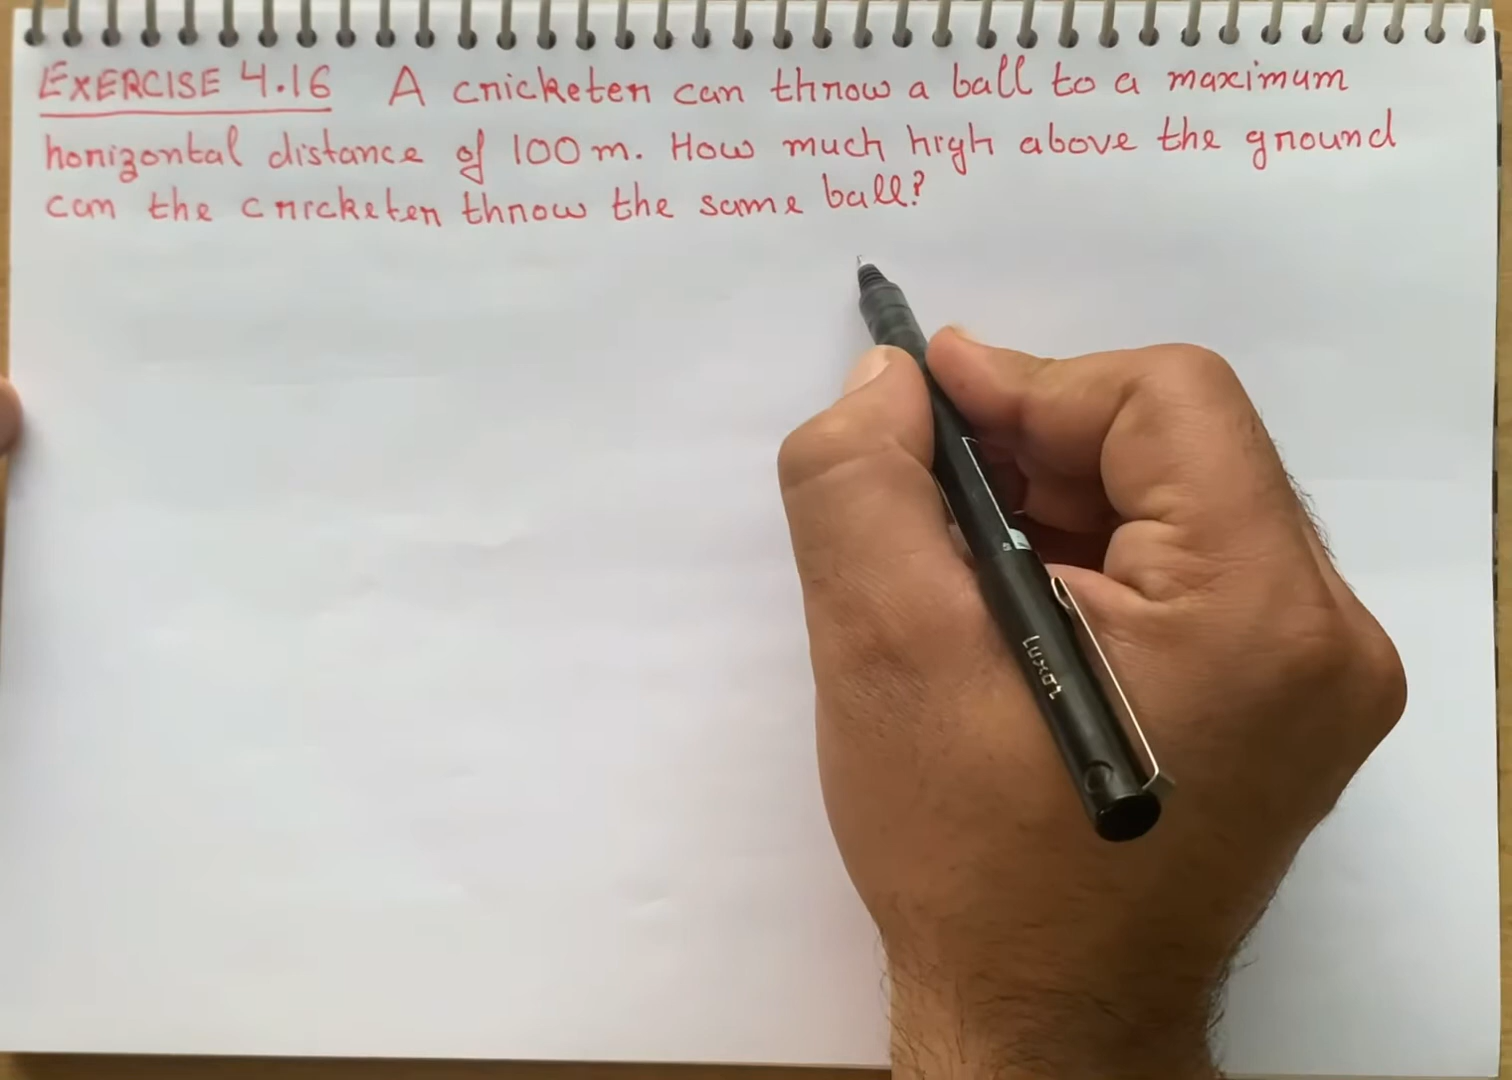 EXERCISE 4.16 A cricketer can throw a ball to a maximum
horizontal distance of 100 m. How much high above the ground
can the cricketer throw the same ball?
LUXOR